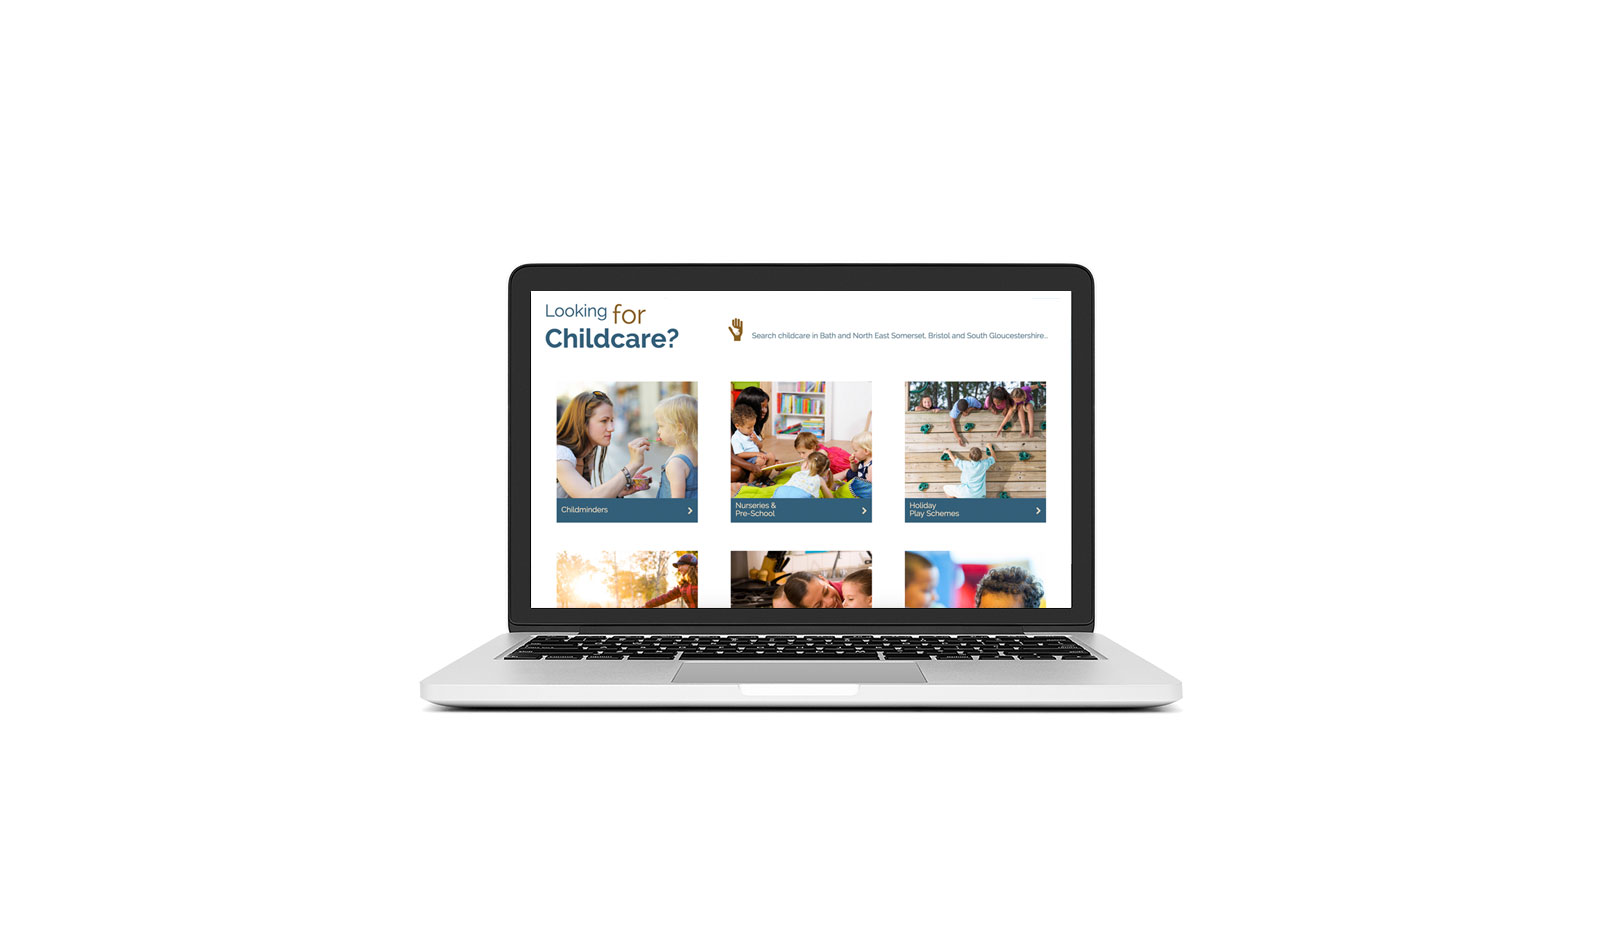 Looking for
Childcare?
Search childcare in Bath and North East Somerset, Bristol and South Gloucestershire...
Childminders
Nurseries &
Pre-School
Holiday
Play Schemes